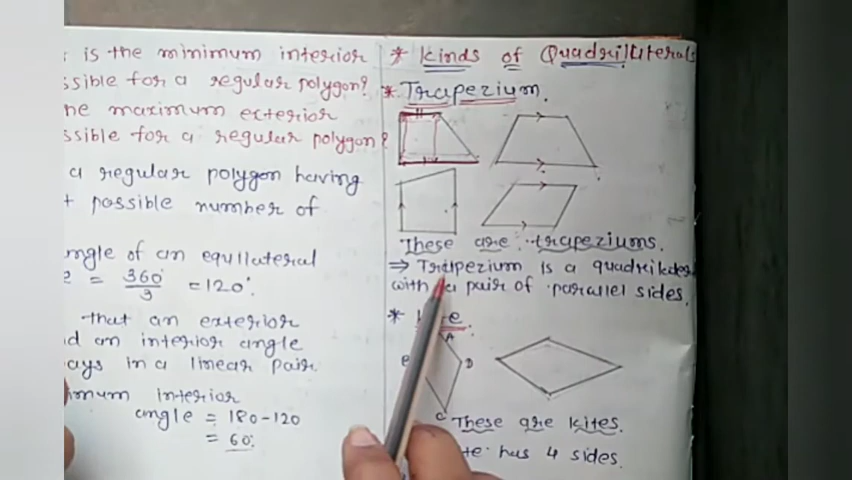 is the minimum interior
ssible for a regular polygon?
he maximum exterior
ssible for a regular polygon?
a regular polygon having
t possible number of
ngle of an equilateral
= 360°/3 = 120°.
that an exterior
d an interior angle
ays in a linear pair
imum interior
angle = 180 - 120
= 60°.
* Kinds of Quadrilaterals
* Trapezium.
These are trapeziums.
⇒ Trapezium is a quadrilater
with a pair of parallel sides.
*
A
B
D
C
These are kites.
te has 4 sides.